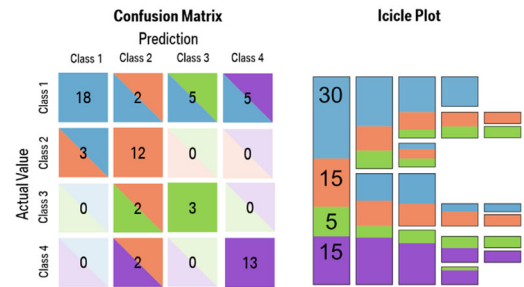 Confusion Matrix
Prediction
Class 1 Class 2 Class 3 Class 4
Actual Value
Class 1 18 2 5 5
Class 2 3 12 0 0
Class 3 0 2 3 0
Class 4 0 2 0 13
Icicle Plot
30
15
5
15